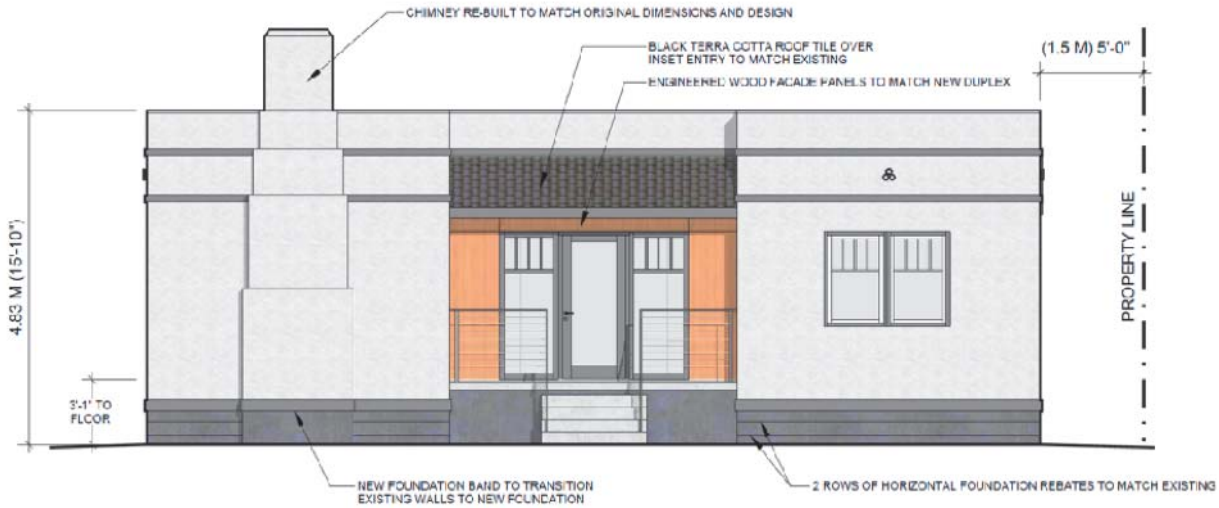 CHIMNEY RE-BUILT TO MATCH ORIGINAL DIMENSIONS AND DESIGN
BLACK TERRA COTTA ROOF TILE OVER
INSET ENTRY TO MATCH EXISTING
(1.5 M) 5'-0"
ENGINEERED WOOD FACADE PANELS TO MATCH NEW DUPLEX
4.83 M (15'-10")
PROPERTY LINE
3'-1" TO
FLOOR
NEW FOUNDATION BAND TO TRANSITION
EXISTING WALLS TO NEW FOUNDATION
2 ROWS OF HORIZONTAL FOUNDATION REBATES TO MATCH EXISTING